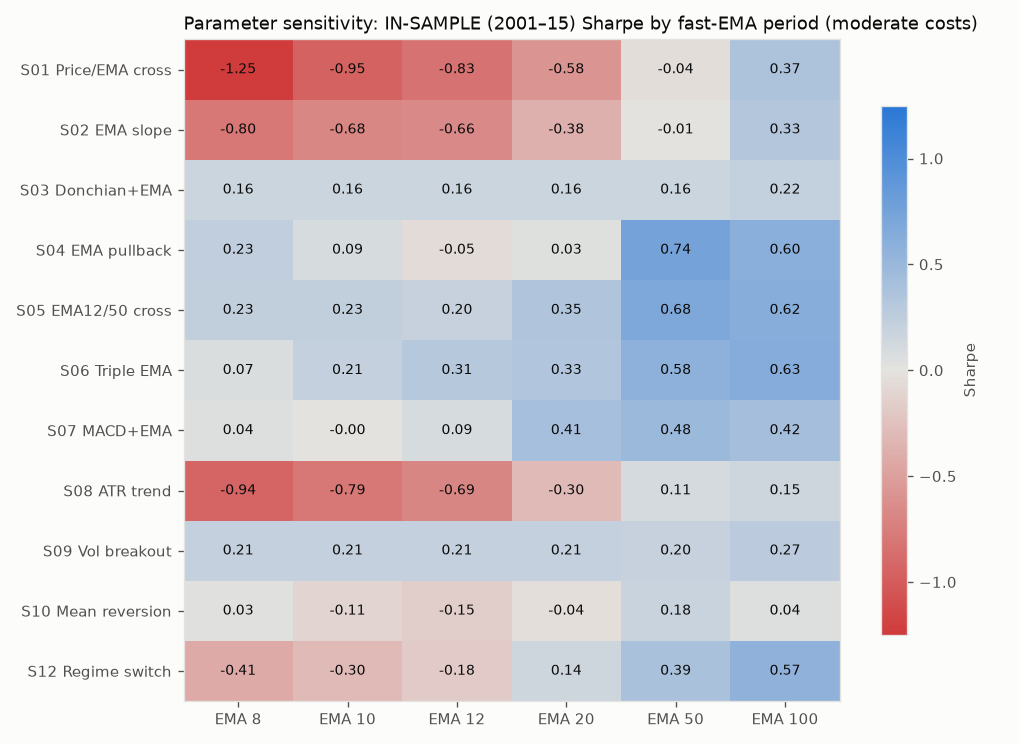 Parameter sensitivity: IN-SAMPLE (2001–15) Sharpe by fast-EMA period (moderate costs)
S01 Price/EMA cross -1.25 -0.95 -0.83 -0.58 -0.04 0.37
S02 EMA slope -0.80 -0.68 -0.66 -0.38 -0.01 0.33
S03 Donchian+EMA 0.16 0.16 0.16 0.16 0.16 0.22
S04 EMA pullback 0.23 0.09 -0.05 0.03 0.74 0.60
S05 EMA12/50 cross 0.23 0.23 0.20 0.35 0.68 0.62
S06 Triple EMA 0.07 0.21 0.31 0.33 0.58 0.63
S07 MACD+EMA 0.04 -0.00 0.09 0.41 0.48 0.42
S08 ATR trend -0.94 -0.79 -0.69 -0.30 0.11 0.15
S09 Vol breakout 0.21 0.21 0.21 0.21 0.20 0.27
S10 Mean reversion 0.03 -0.11 -0.15 -0.04 0.18 0.04
S12 Regime switch -0.41 -0.30 -0.18 0.14 0.39 0.57
EMA 8 EMA 10 EMA 12 EMA 20 EMA 50 EMA 100
1.0
0.5
0.0
−0.5
−1.0
Sharpe